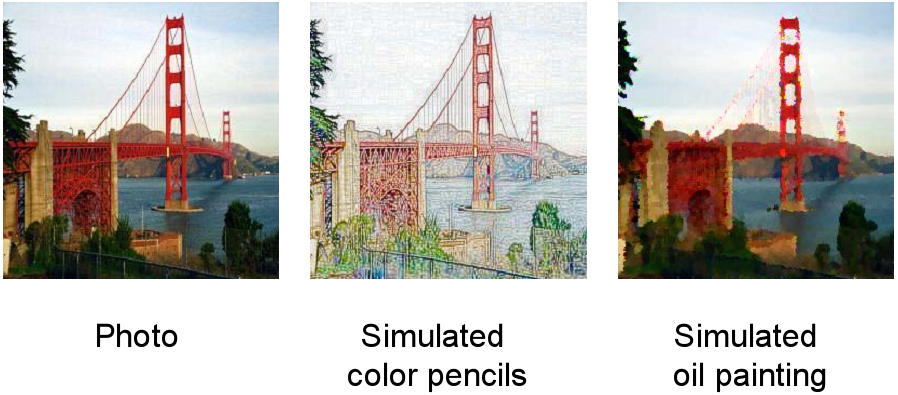 Photo
Simulated
color pencils
Simulated
oil painting